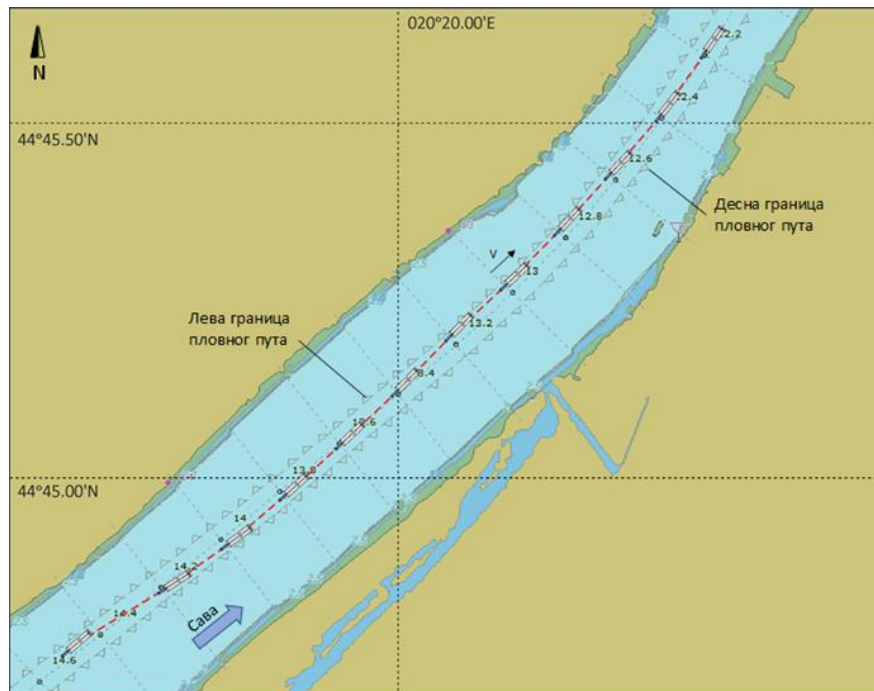 020°20.00'E
N
12.2
12.4
44°45.50'N
12.6
Десна граница
пловног пута
12.8
1
V
13
Лева граница
пловног пута
13.2
13.6
13.8
44°45.00'N
14
14.2
14.4
Сава
14.6